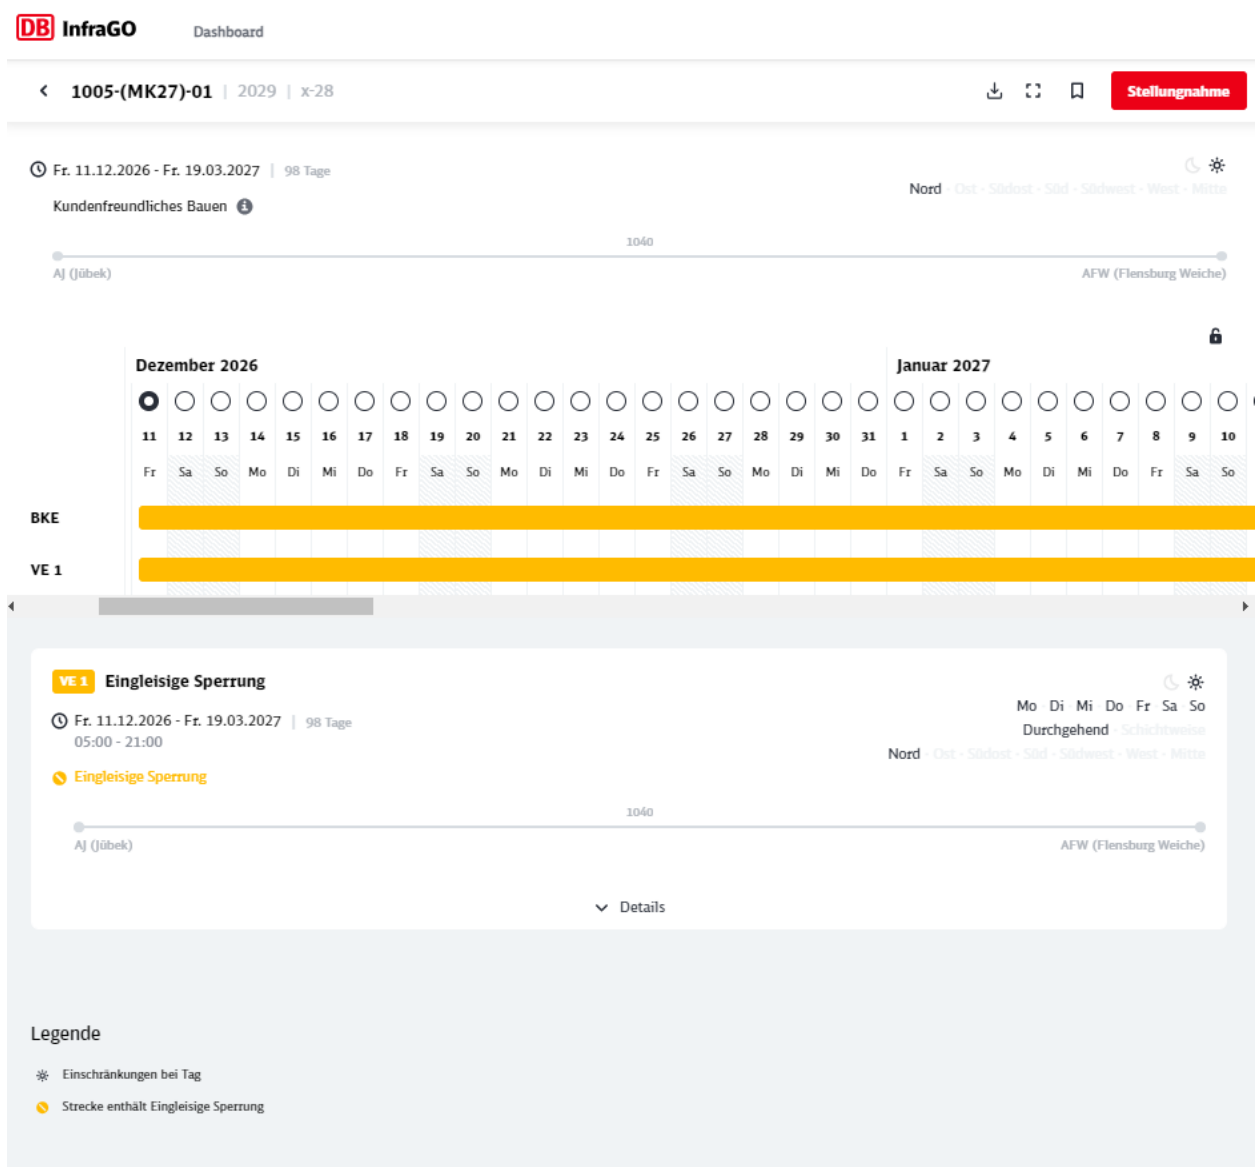 DB InfraGO Dashboard
1005-(MK27)-01 | 2029 | x-28 Stellungnahme
Fr. 11.12.2026 - Fr. 19.03.2027 | 98 Tage
Nord - Ost - Südost - Süd - Südwest - West - Mitte
Kundenfreundliches Bauen
1040
AJ (Jübek) AFW (Flensburg Weiche)
Dezember 2026 Januar 2027
11 12 13 14 15 16 17 18 19 20 21 22 23 24 25 26 27 28 29 30 31 1 2 3 4 5 6 7 8 9 10
Fr Sa So Mo Di Mi Do Fr Sa So Mo Di Mi Do Fr Sa So Mo Di Mi Do Fr Sa So Mo Di Mi Do Fr Sa So
BKE
VE 1
VE 1 Eingleisige Sperrung
Mo Di Mi Do Fr Sa So
Fr. 11.12.2026 - Fr. 19.03.2027 | 98 Tage
Durchgehend - Schichtweise
05:00 - 21:00
Nord - Ost - Südost - Süd - Südwest - West - Mitte
Eingleisige Sperrung
1040
AJ (Jübek) AFW (Flensburg Weiche)
Details
Legende
Einschränkungen bei Tag
Strecke enthält Eingleisige Sperrung